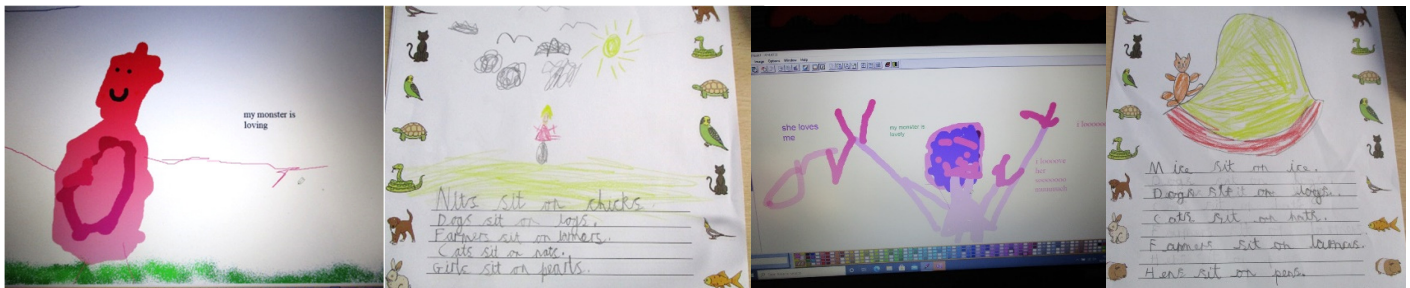 my monster is
loving
Nits sit on chicks.
Dogs sit on logs.
Farmers sit on
Cats sit on mats.
Girls sit on pearls.
she loves
me
my monster is
lovely
Mice sit on ice.
Dogs sit on logs.
Cats sit on hats.
Farmers sit on
Hens sit on pens.